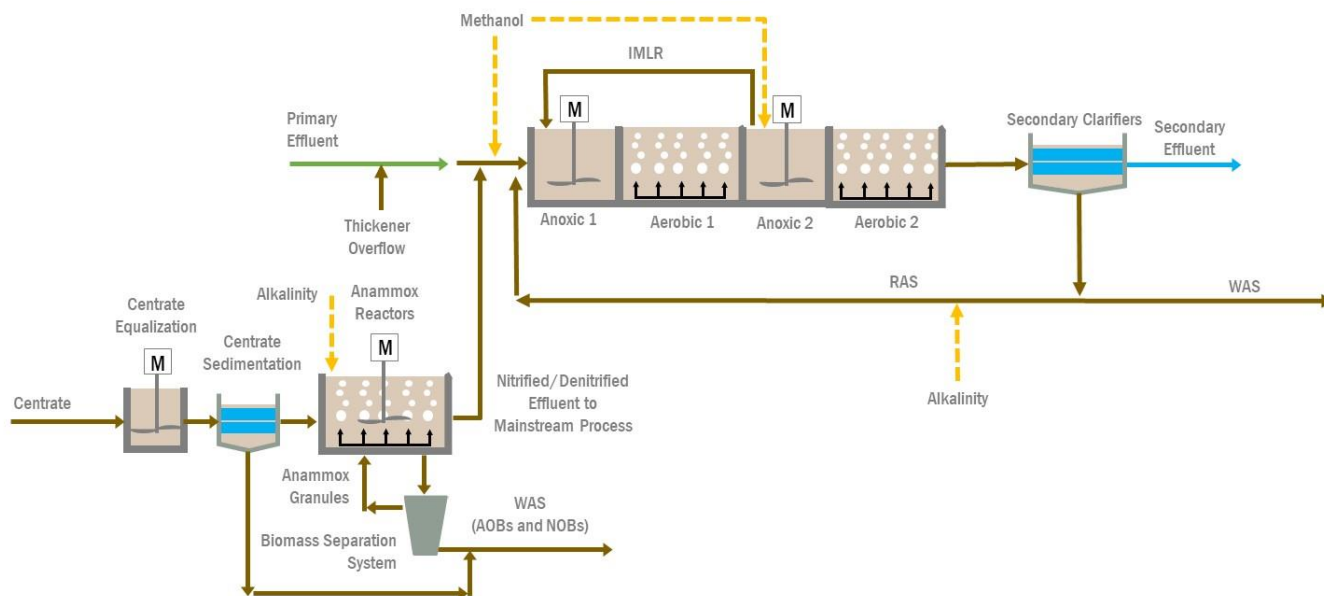 Methanol
IMLR
M
M
Primary
Effluent
Secondary Clarifiers
Secondary
Effluent
Anoxic 1
Aerobic 1
Anoxic 2
Aerobic 2
Thickener
Overflow
RAS
WAS
Alkalinity
Anammox
Reactors
Centrate
Equalization
Centrate
Sedimentation
M
M
Centrate
Nitrified/Denitrified
Effluent to
Mainstream Process
Alkalinity
Anammox
Granules
WAS
(AOBs and NOBs)
Biomass Separation
System